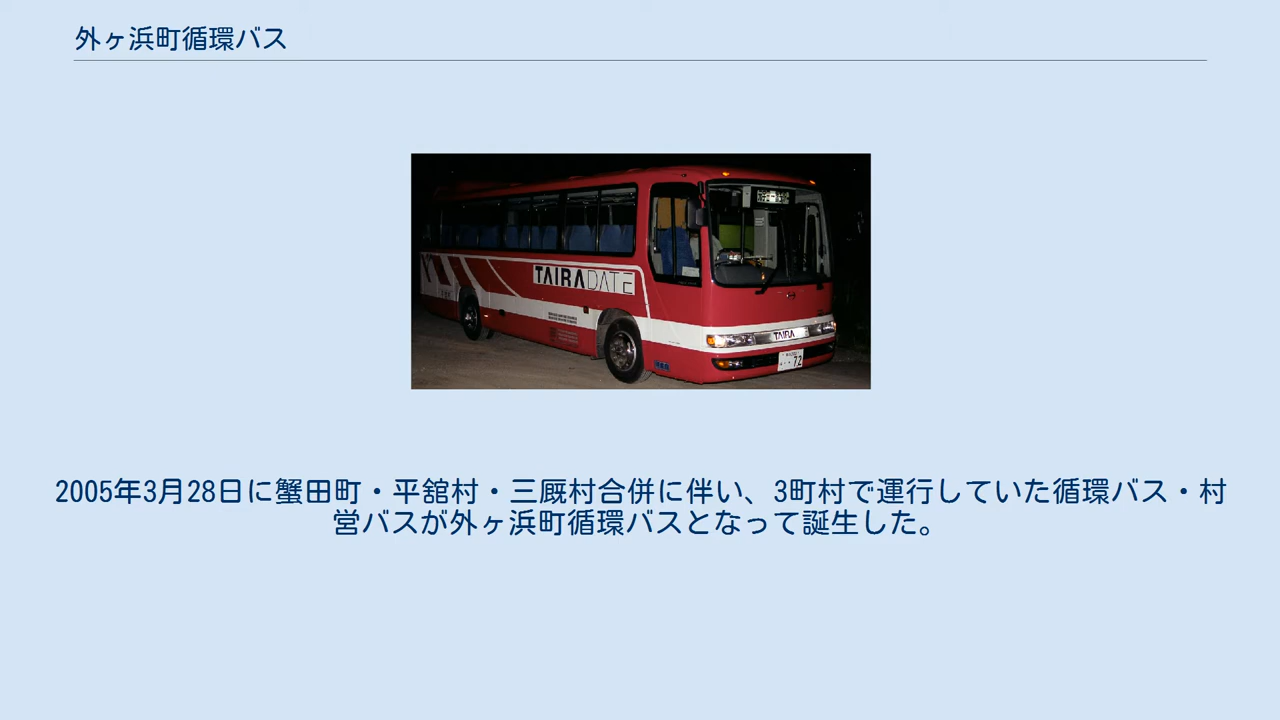 外ヶ浜町循環バス
TAIRADATE
TAIRA
72
2005年3月28日に蟹田町・平舘村・三厩村合併に伴い、3町村で運行していた循環バス・村
営バスが外ヶ浜町循環バスとなって誕生した。